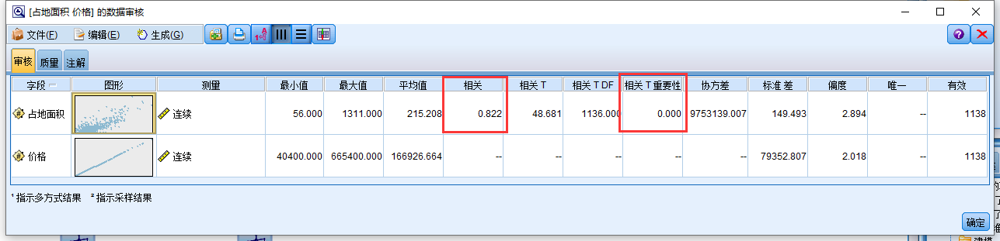 [占地面积 价格] 的数据审核
文件(F) 编辑(E) 生成(G)
审核 质量 注解
字段 图形 测量 最小值 最大值 平均值 相关 相关 T 相关 T DF 相关 T 重要性 协方差 标准 差 偏度 唯一 有效
占地面积 连续 56.000 1311.000 215.208 0.822 48.681 1136.000 0.000 9753139.007 149.493 2.894 -- 1138
价格 连续 40400.000 665400.000 166926.664 -- -- -- -- -- 79352.807 2.018 -- 1138
¹ 指示多方式结果 ² 指示采样结果
确定